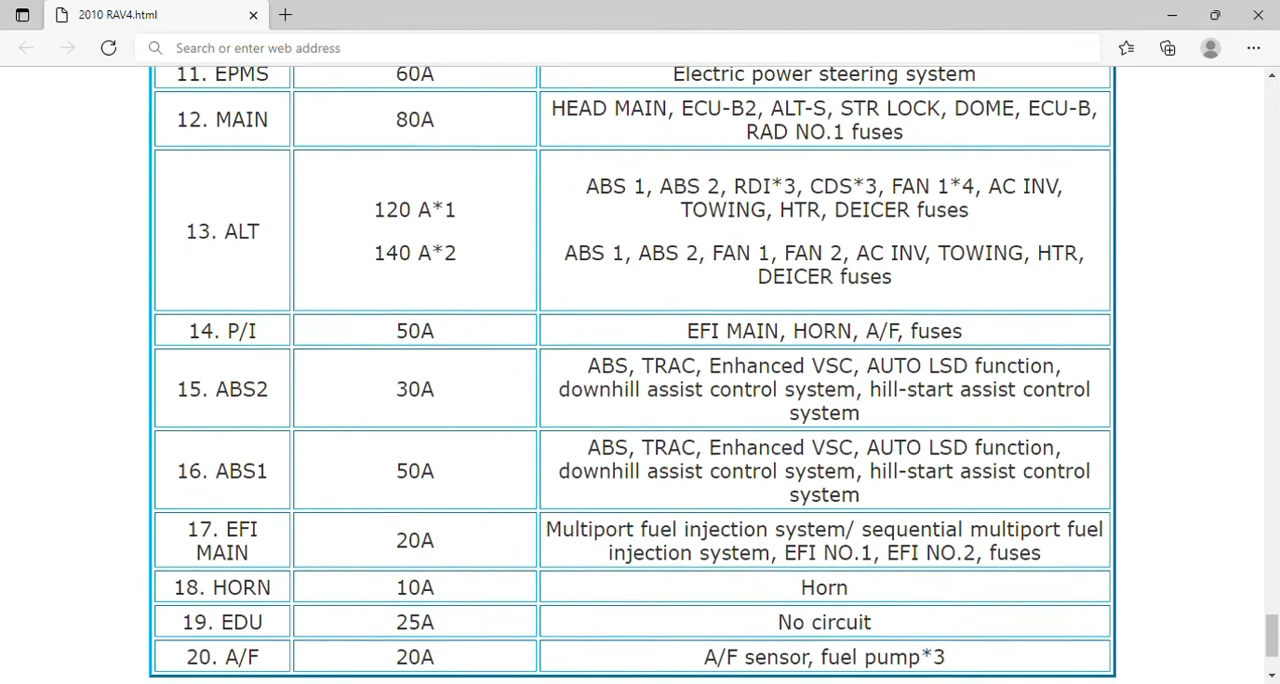 2010 RAV4.html
Search or enter web address
11. EPMS 60A Electric power steering system
12. MAIN 80A HEAD MAIN, ECU-B2, ALT-S, STR LOCK, DOME, ECU-B,
RAD NO.1 fuses
13. ALT
120 A*1
140 A*2
ABS 1, ABS 2, RDI*3, CDS*3, FAN 1*4, AC INV,
TOWING, HTR, DEICER fuses
ABS 1, ABS 2, FAN 1, FAN 2, AC INV, TOWING, HTR,
DEICER fuses
14. P/I 50A EFI MAIN, HORN, A/F, fuses
15. ABS2 30A ABS, TRAC, Enhanced VSC, AUTO LSD function,
downhill assist control system, hill-start assist control
system
16. ABS1 50A ABS, TRAC, Enhanced VSC, AUTO LSD function,
downhill assist control system, hill-start assist control
system
17. EFI
MAIN
20A
Multiport fuel injection system/ sequential multiport fuel
injection system, EFI NO.1, EFI NO.2, fuses
18. HORN 10A Horn
19. EDU 25A No circuit
20. A/F 20A A/F sensor, fuel pump*3